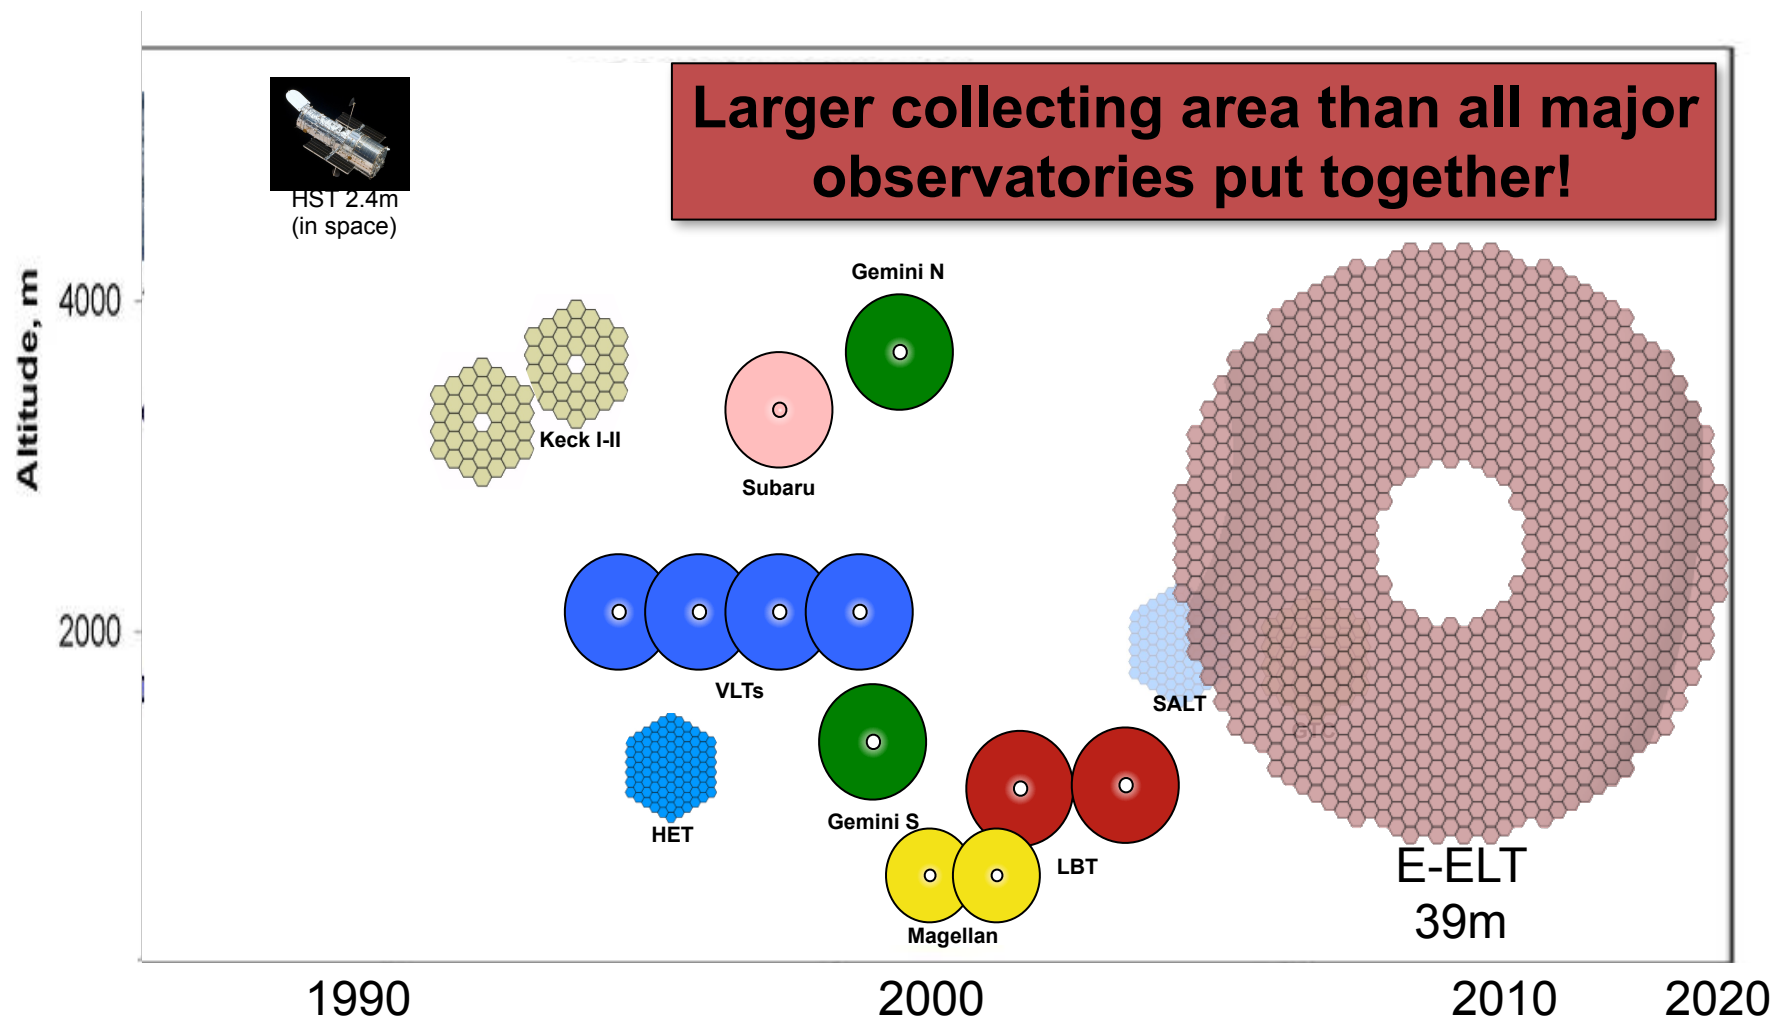 Larger collecting area than all major
observatories put together!
HST 2.4m
(in space)
Altitude, m
4000
2000
Gemini N
Keck I-II
Subaru
VLTs
SALT
GTC
HET
Gemini S
LBT
Magellan
E-ELT
39m
1990
2000
2010
2020